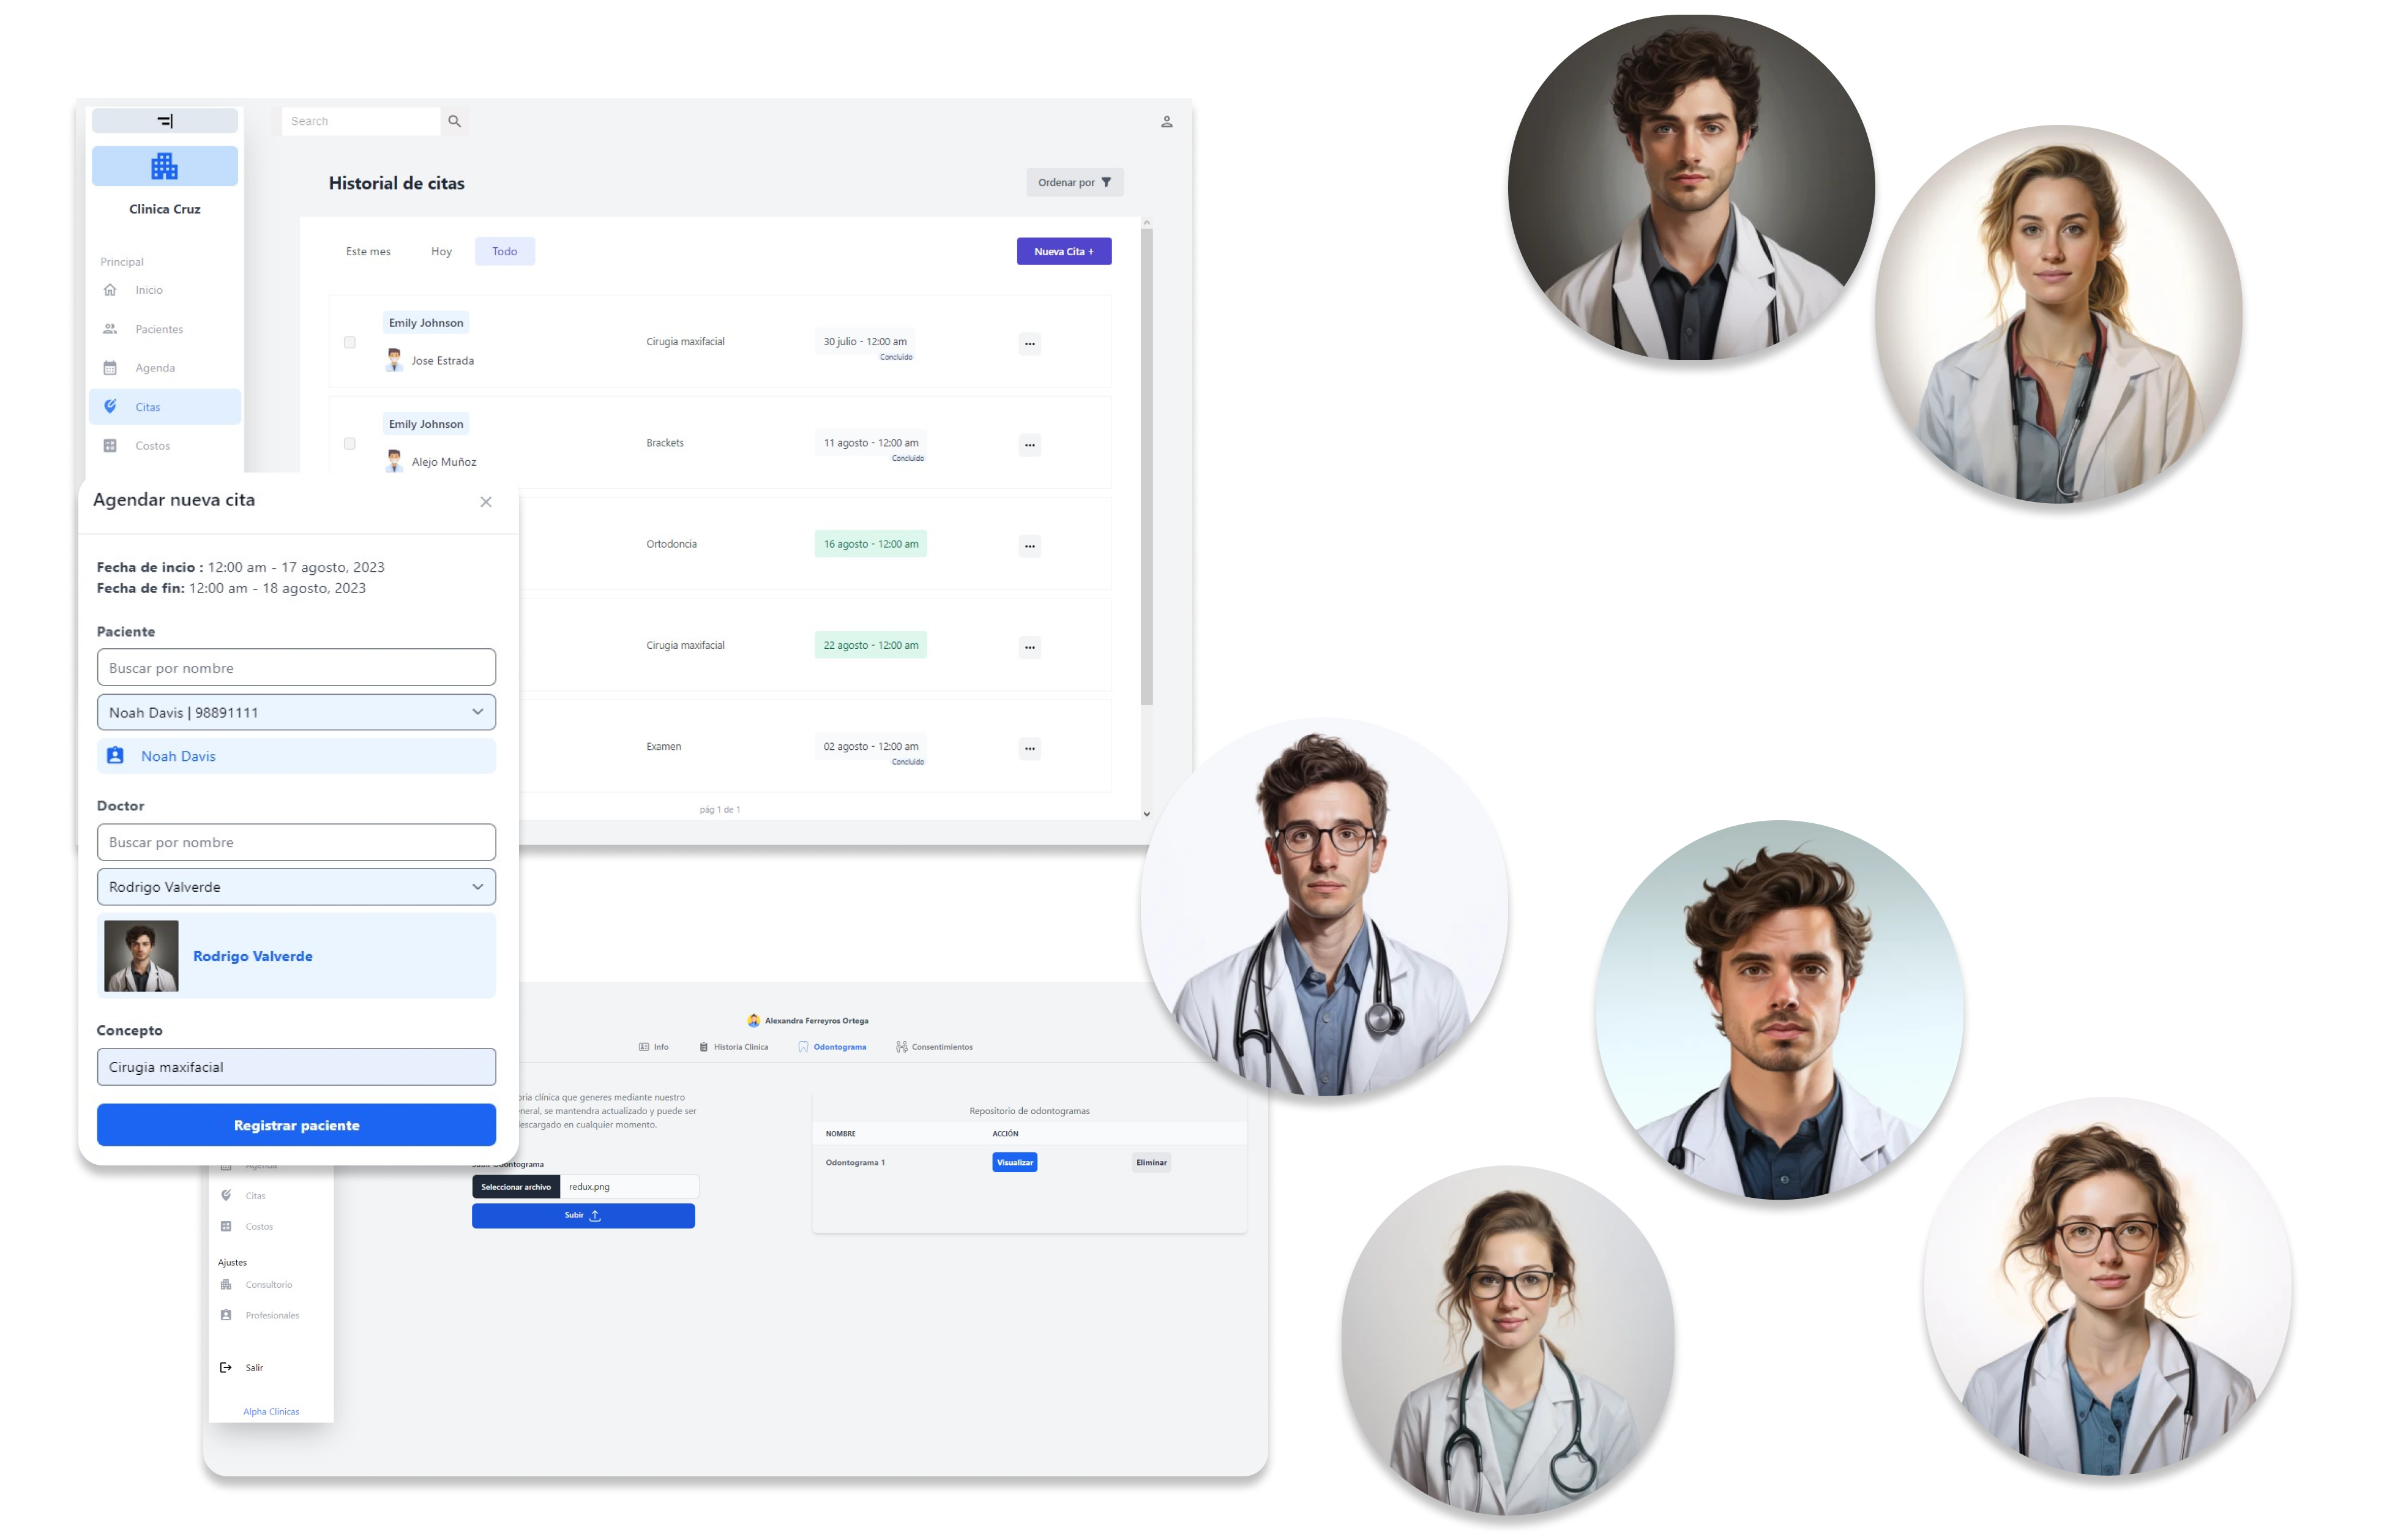 Search
Clinica Cruz
Principal
Inicio
Pacientes
Agenda
Citas
Costos
Historial de citas
Ordenar por
Este mes
Hoy
Todo
Nueva Cita +
Emily Johnson
Jose Estrada
Cirugia maxifacial
30 julio - 12:00 am
Concluido
Emily Johnson
Alejo Muñoz
Brackets
11 agosto - 12:00 am
Concluido
Ortodoncia
16 agosto - 12:00 am
Cirugia maxifacial
22 agosto - 12:00 am
Examen
02 agosto - 12:00 am
Concluido
pág 1 de 1
Agendar nueva cita
Fecha de incio : 12:00 am - 17 agosto, 2023
Fecha de fin: 12:00 am - 18 agosto, 2023
Paciente
Buscar por nombre
Noah Davis | 98891111
Noah Davis
Doctor
Buscar por nombre
Rodrigo Valverde
Rodrigo Valverde
Concepto
Cirugia maxifacial
Registrar paciente
Alexandra Ferreyros Ortega
Info
Historia Clinica
Odontograma
Consentimientos
clínica que generes mediante nuestro
se mantendra actualizado y puede ser
en cualquier momento.
Repositorio de odontogramas
NOMBRE
ACCIÓN
Odontograma 1
Visualizar
Eliminar
Seleccionar archivo
redux.png
Subir
Agenda
Citas
Costos
Ajustes
Consultorio
Profesionales
Salir
Alpha Clinicas